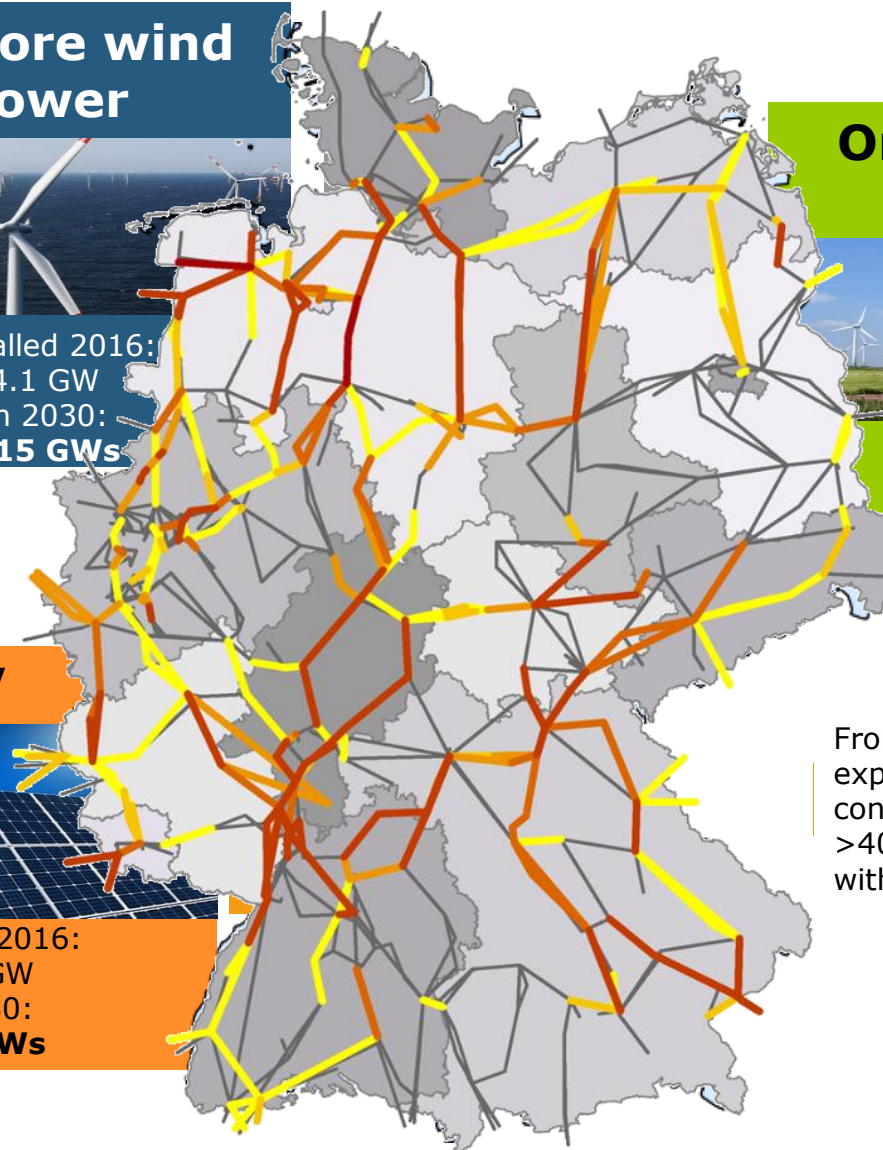 ore wind
ower
Or
alled 2016:
4.1 GW
n 2030:
15 GWs
y
Fro
exp
con
>40
with
2016:
GW
0:
Ws